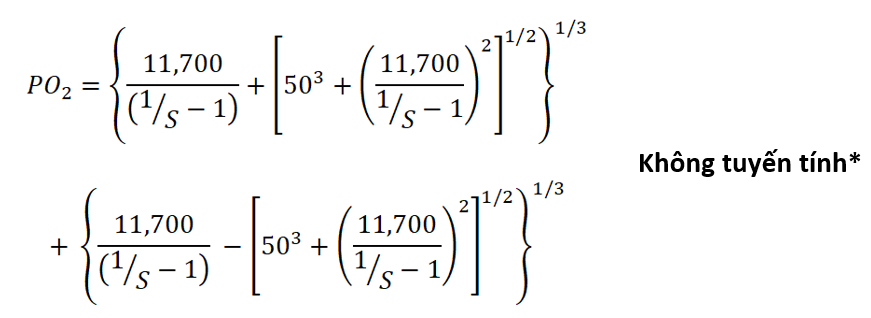 PO₂ = {11,700/(1/S − 1) + [50³ + (11,700/(1/S − 1))²]^1/2}^1/3
Không tuyến tính*
+ {11,700/(1/S − 1) − [50³ + (11,700/(1/S − 1))²]^1/2}^1/3